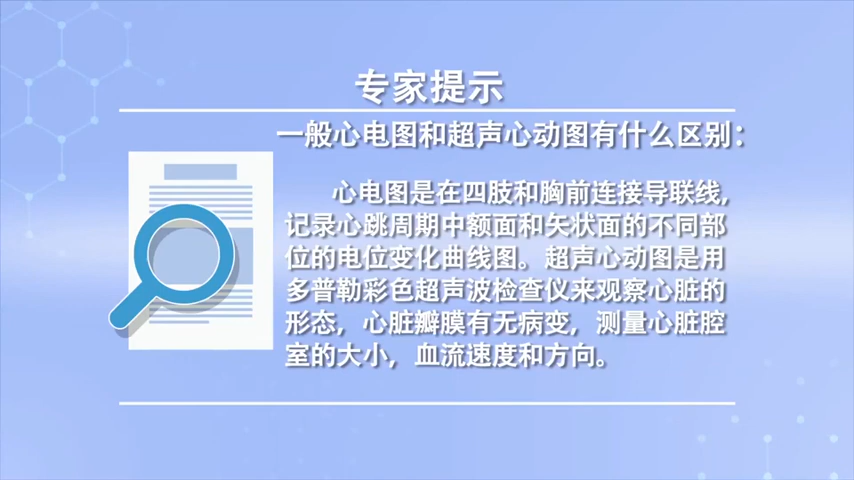 专家提示
一般心电图和超声心动图有什么区别：
心电图是在四肢和胸前连接导联线，
记录心跳周期中额面和矢状面的不同部
位的电位变化曲线图。超声心动图是用
多普勒彩色超声波检查仪来观察心脏的
形态，心脏瓣膜有无病变，测量心脏腔
室的大小，血流速度和方向。